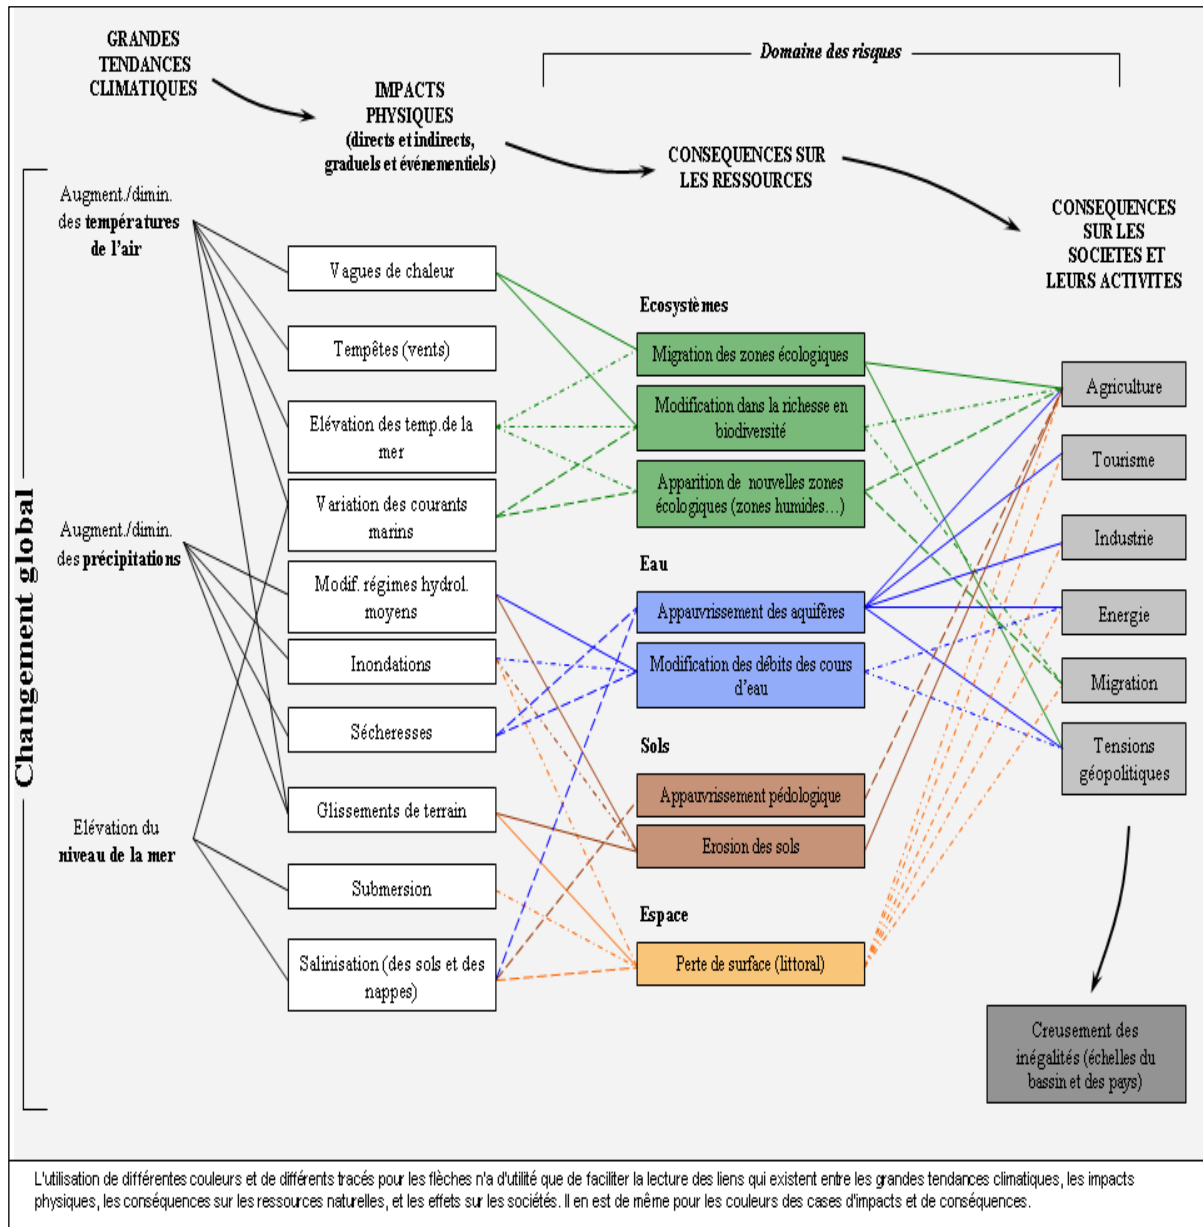 GRANDES
TENDANCES
CLIMATIQUES
Domaine des risques
IMPACTS
PHYSIQUES
(directs et indirects,
graduels et événementiels)
CONSEQUENCES SUR
LES RESSOURCES
CONSEQUENCES
SUR LES
SOCIETES ET
LEURS ACTIVITES
Changement global
Augment./dimin.
des températures
de l'air
Augment./dimin.
des précipitations
Elévation du
niveau de la mer
Vagues de chaleur
Tempêtes (vents)
Elévation des temp.de la
mer
Variation des courants
marins
Modif. régimes hydrol.
moyens
Inondations
Sécheresses
Glissements de terrain
Submersion
Salinisation (des sols et des
nappes)
Ecosystèmes
Migration des zones écologiques
Modification dans la richesse en
biodiversité
Apparition de nouvelles zones
écologiques (zones humides...)
Eau
Appauvrissement des aquifères
Modification des débits des cours
d'eau
Sols
Appauvrissement pédologique
Erosion des sols
Espace
Perte de surface (littoral)
Agriculture
Tourisme
Industrie
Energie
Migration
Tensions
géopolitiques
Creusement des
inégalités (échelles du
bassin et des pays)
L'utilisation de différentes couleurs et de différents tracés pour les flèches n'a d'utilité que de faciliter la lecture des liens qui existent entre les grandes tendances climatiques, les impacts
physiques, les conséquences sur les ressources naturelles, et les effets sur les sociétés. Il en est de même pour les couleurs des cases d'impacts et de conséquences.